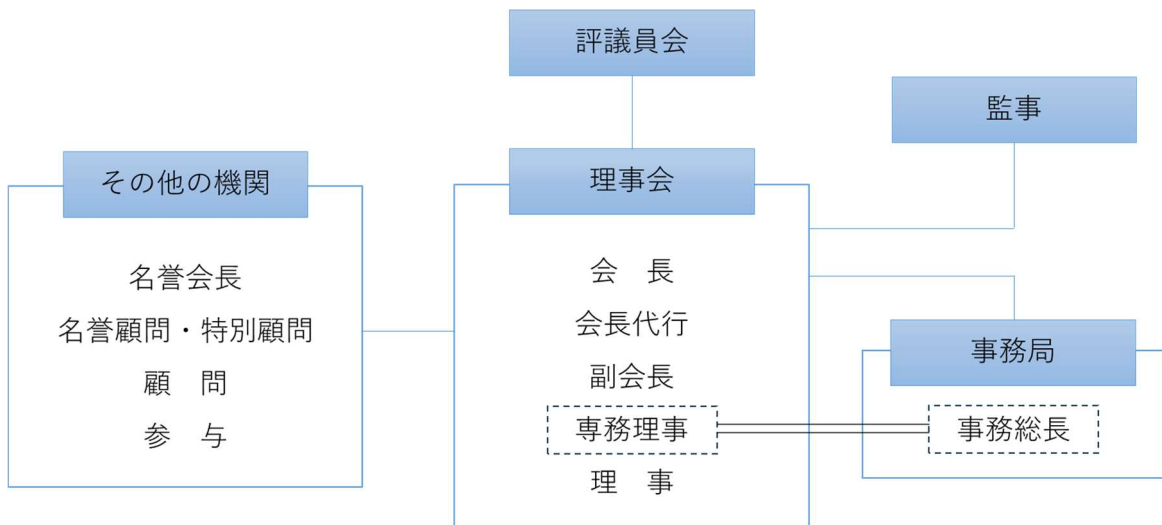 評議員会
監事
その他の機関
名誉会長
名誉顧問・特別顧問
顧　問
参　与
理事会
会　長
会長代行
副会長
専務理事
理　事
事務局
事務総長